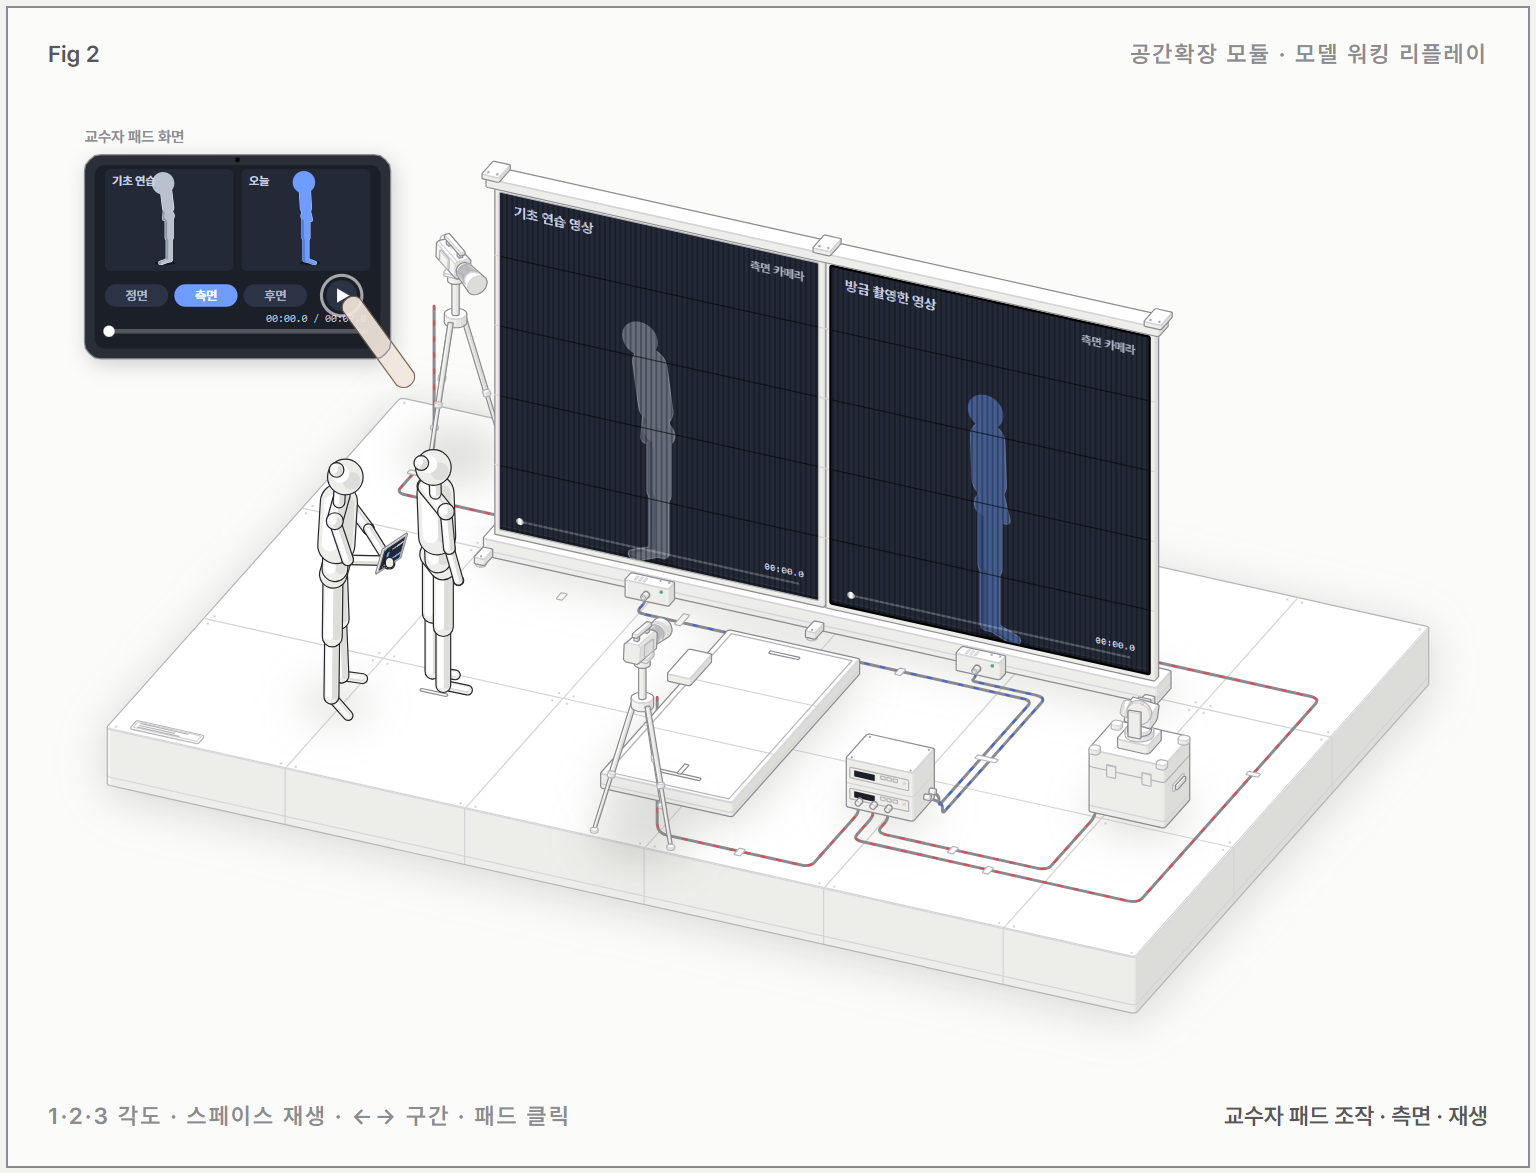 Fig 2
공간확장 모듈 · 모델 워킹 리플레이
교수자 패드 화면
기초 연습
오늘
정면
측면
후면
00:00.0 / 00:0
기초 연습 영상
측면 카메라
00:00.0
방금 촬영한 영상
측면 카메라
00:00.0
1·2·3 각도 · 스페이스 재생 · ←→ 구간 · 패드 클릭
교수자 패드 조작 · 측면 · 재생